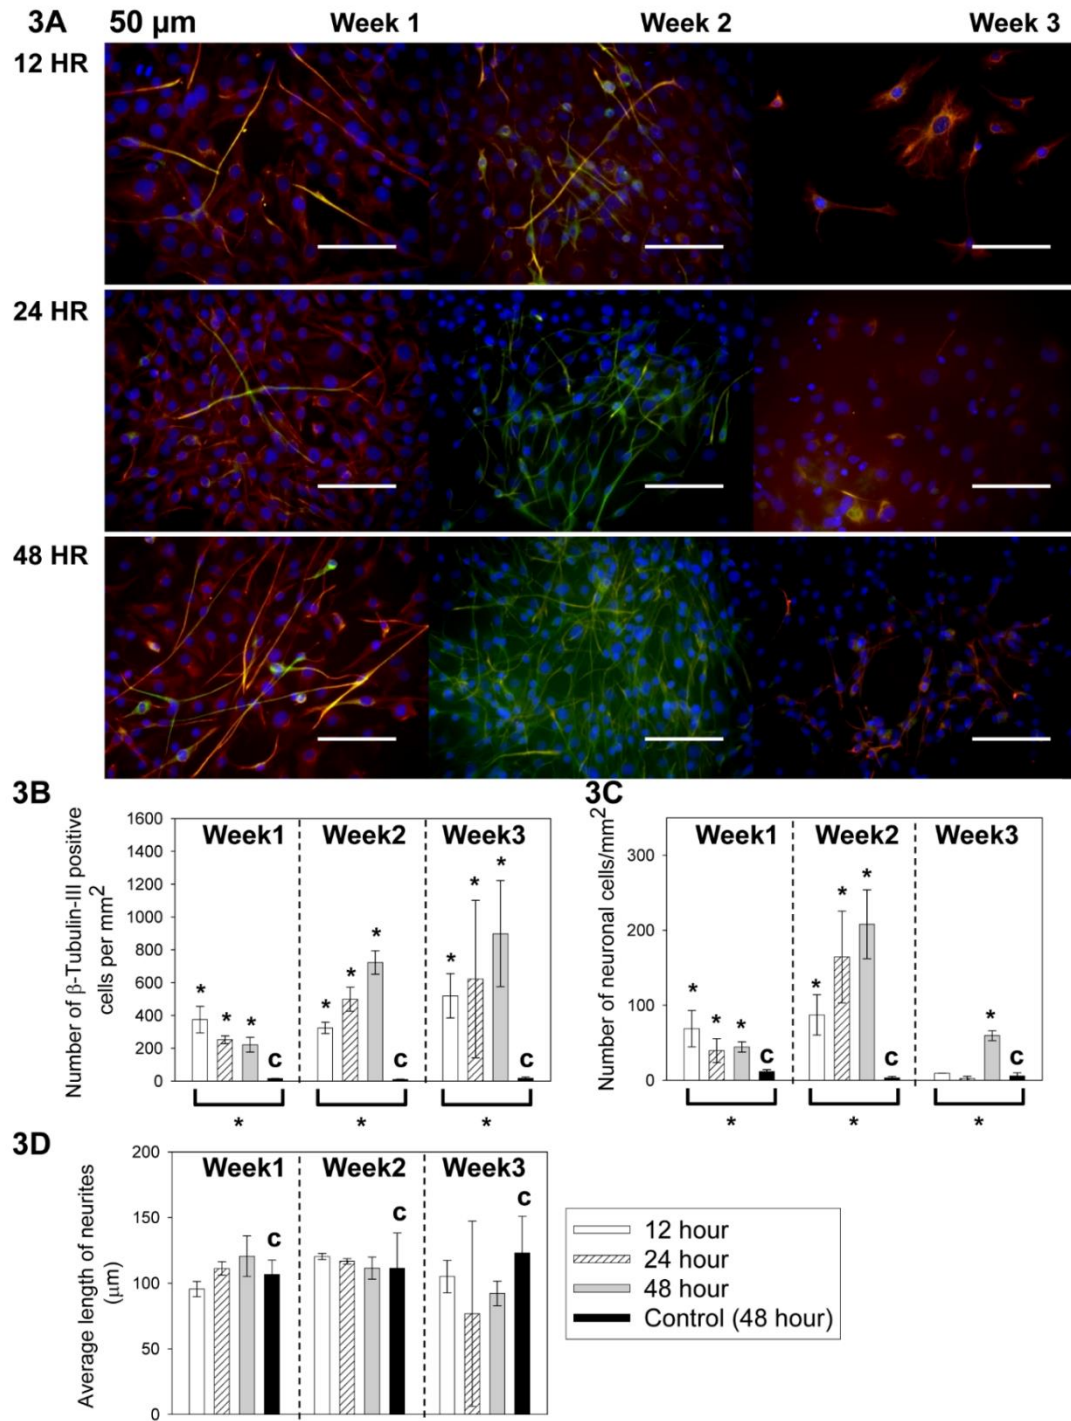 3A 50 µm Week 1 Week 2 Week 3
12 HR
24 HR
48 HR
3B
Number of β-Tubulin-III positive
cells per mm2
1600
1400
1200
1000
800
600
400
200
0
Week1 Week2 Week3
* * * C * * * C * * * C
* * *
3C
Number of neuronal cells/mm2
300
200
100
0
Week1 Week2 Week3
* * * C * * * C * C
* * *
3D
Average length of neurites
(µm)
200
150
100
50
0
Week1 Week2 Week3
C C C
12 hour
24 hour
48 hour
Control (48 hour)